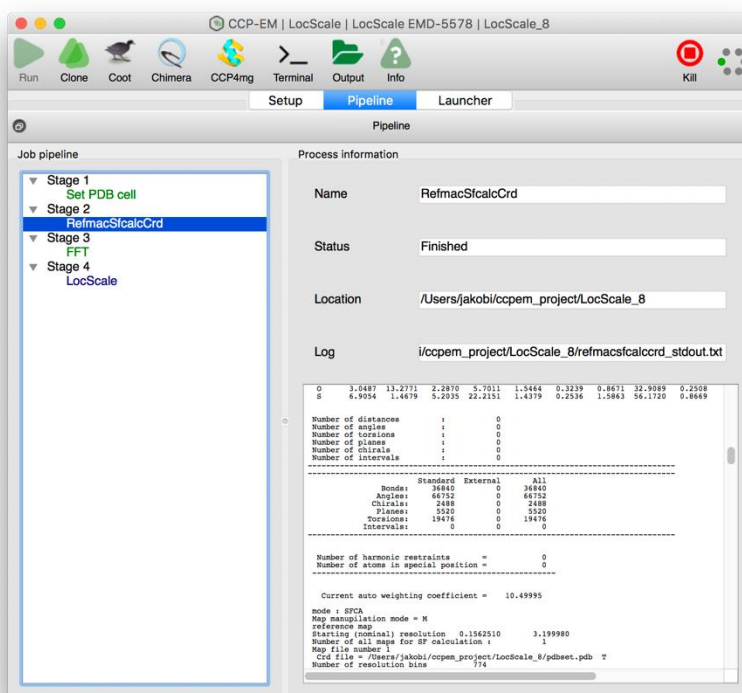 CCP-EM | LocScale | LocScale EMD-5578 | LocScale_8
Run Clone Coot Chimera CCP4mg Terminal Output Info Kill
Setup Pipeline Launcher
Pipeline
Job pipeline
Process information
Stage 1
Set PDB cell
Stage 2
RefmacSfcalcCrd
Stage 3
FFT
Stage 4
LocScale
Name RefmacSfcalcCrd
Status Finished
Location /Users/jakobi/ccpem_project/LocScale_8
Log i/ccpem_project/LocScale_8/refmacsfcalccrd_stdout.txt
O 3.0487 13.2771 2.2870 5.7011 1.5464 0.3239 0.8671 32.9089 0.2508
S 6.9054 1.4679 5.2035 22.2151 1.4379 0.2536 1.5863 56.1720 0.8669
Number of distances : 0
Number of angles : 0
Number of torsions : 0
Number of planes : 0
Number of chirals : 0
Number of intervals : 0
--------------------------------------------------------------------------------
Standard External All
Bonds: 36840 0 36840
Angles: 66752 0 66752
Chirals: 2488 0 2488
Planes: 5520 0 5520
Torsions: 19476 0 19476
Intervals: 0 0 0
--------------------------------------------------------------------------------
Number of harmonic restraints = 0
Number of atoms in special position = 0
--------------------------------------------------------
Current auto weighting coefficient = 10.49995
mode : SFCA
Map manupilation mode = M
reference map
Starting (nominal) resolution 0.1562510 3.199980
Number of all maps for SF calculation : 1
Map file number 1
Crd file = /Users/jakobi/ccpem_project/LocScale_8/pdbset.pdb T
Number of resolution bins 774